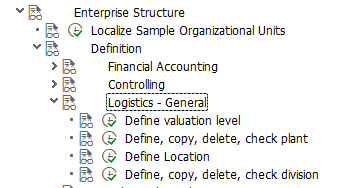 Enterprise Structure
Localize Sample Organizational Units
Definition
Financial Accounting
Controlling
Logistics - General
Define valuation level
Define, copy, delete, check plant
Define Location
Define, copy, delete, check division